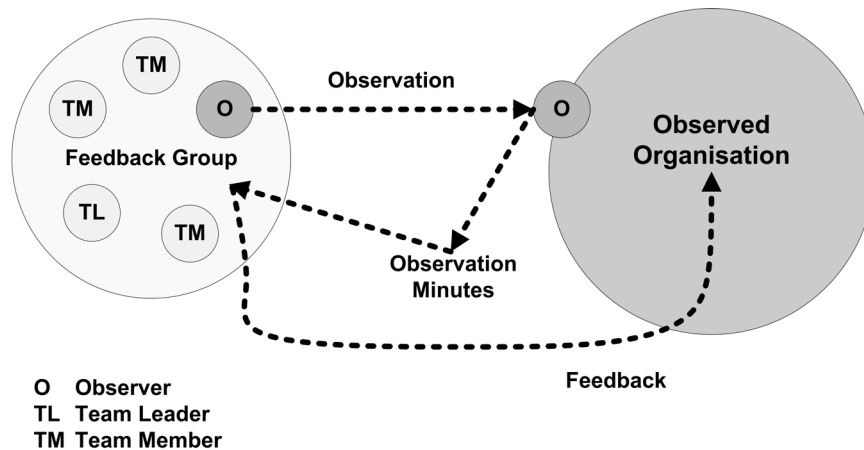 TM
TM
O
Observation
O
Observed
Organisation
Feedback Group
TL
TM
Observation
Minutes
Feedback
O Observer
TL Team Leader
TM Team Member